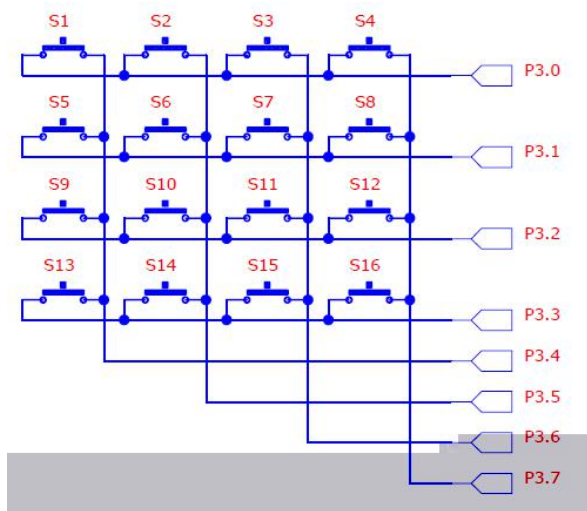 S1 S2 S3 S4
P3.0
S5 S6 S7 S8
P3.1
S9 S10 S11 S12
P3.2
S13 S14 S15 S16
P3.3
P3.4
P3.5
P3.6
P3.7